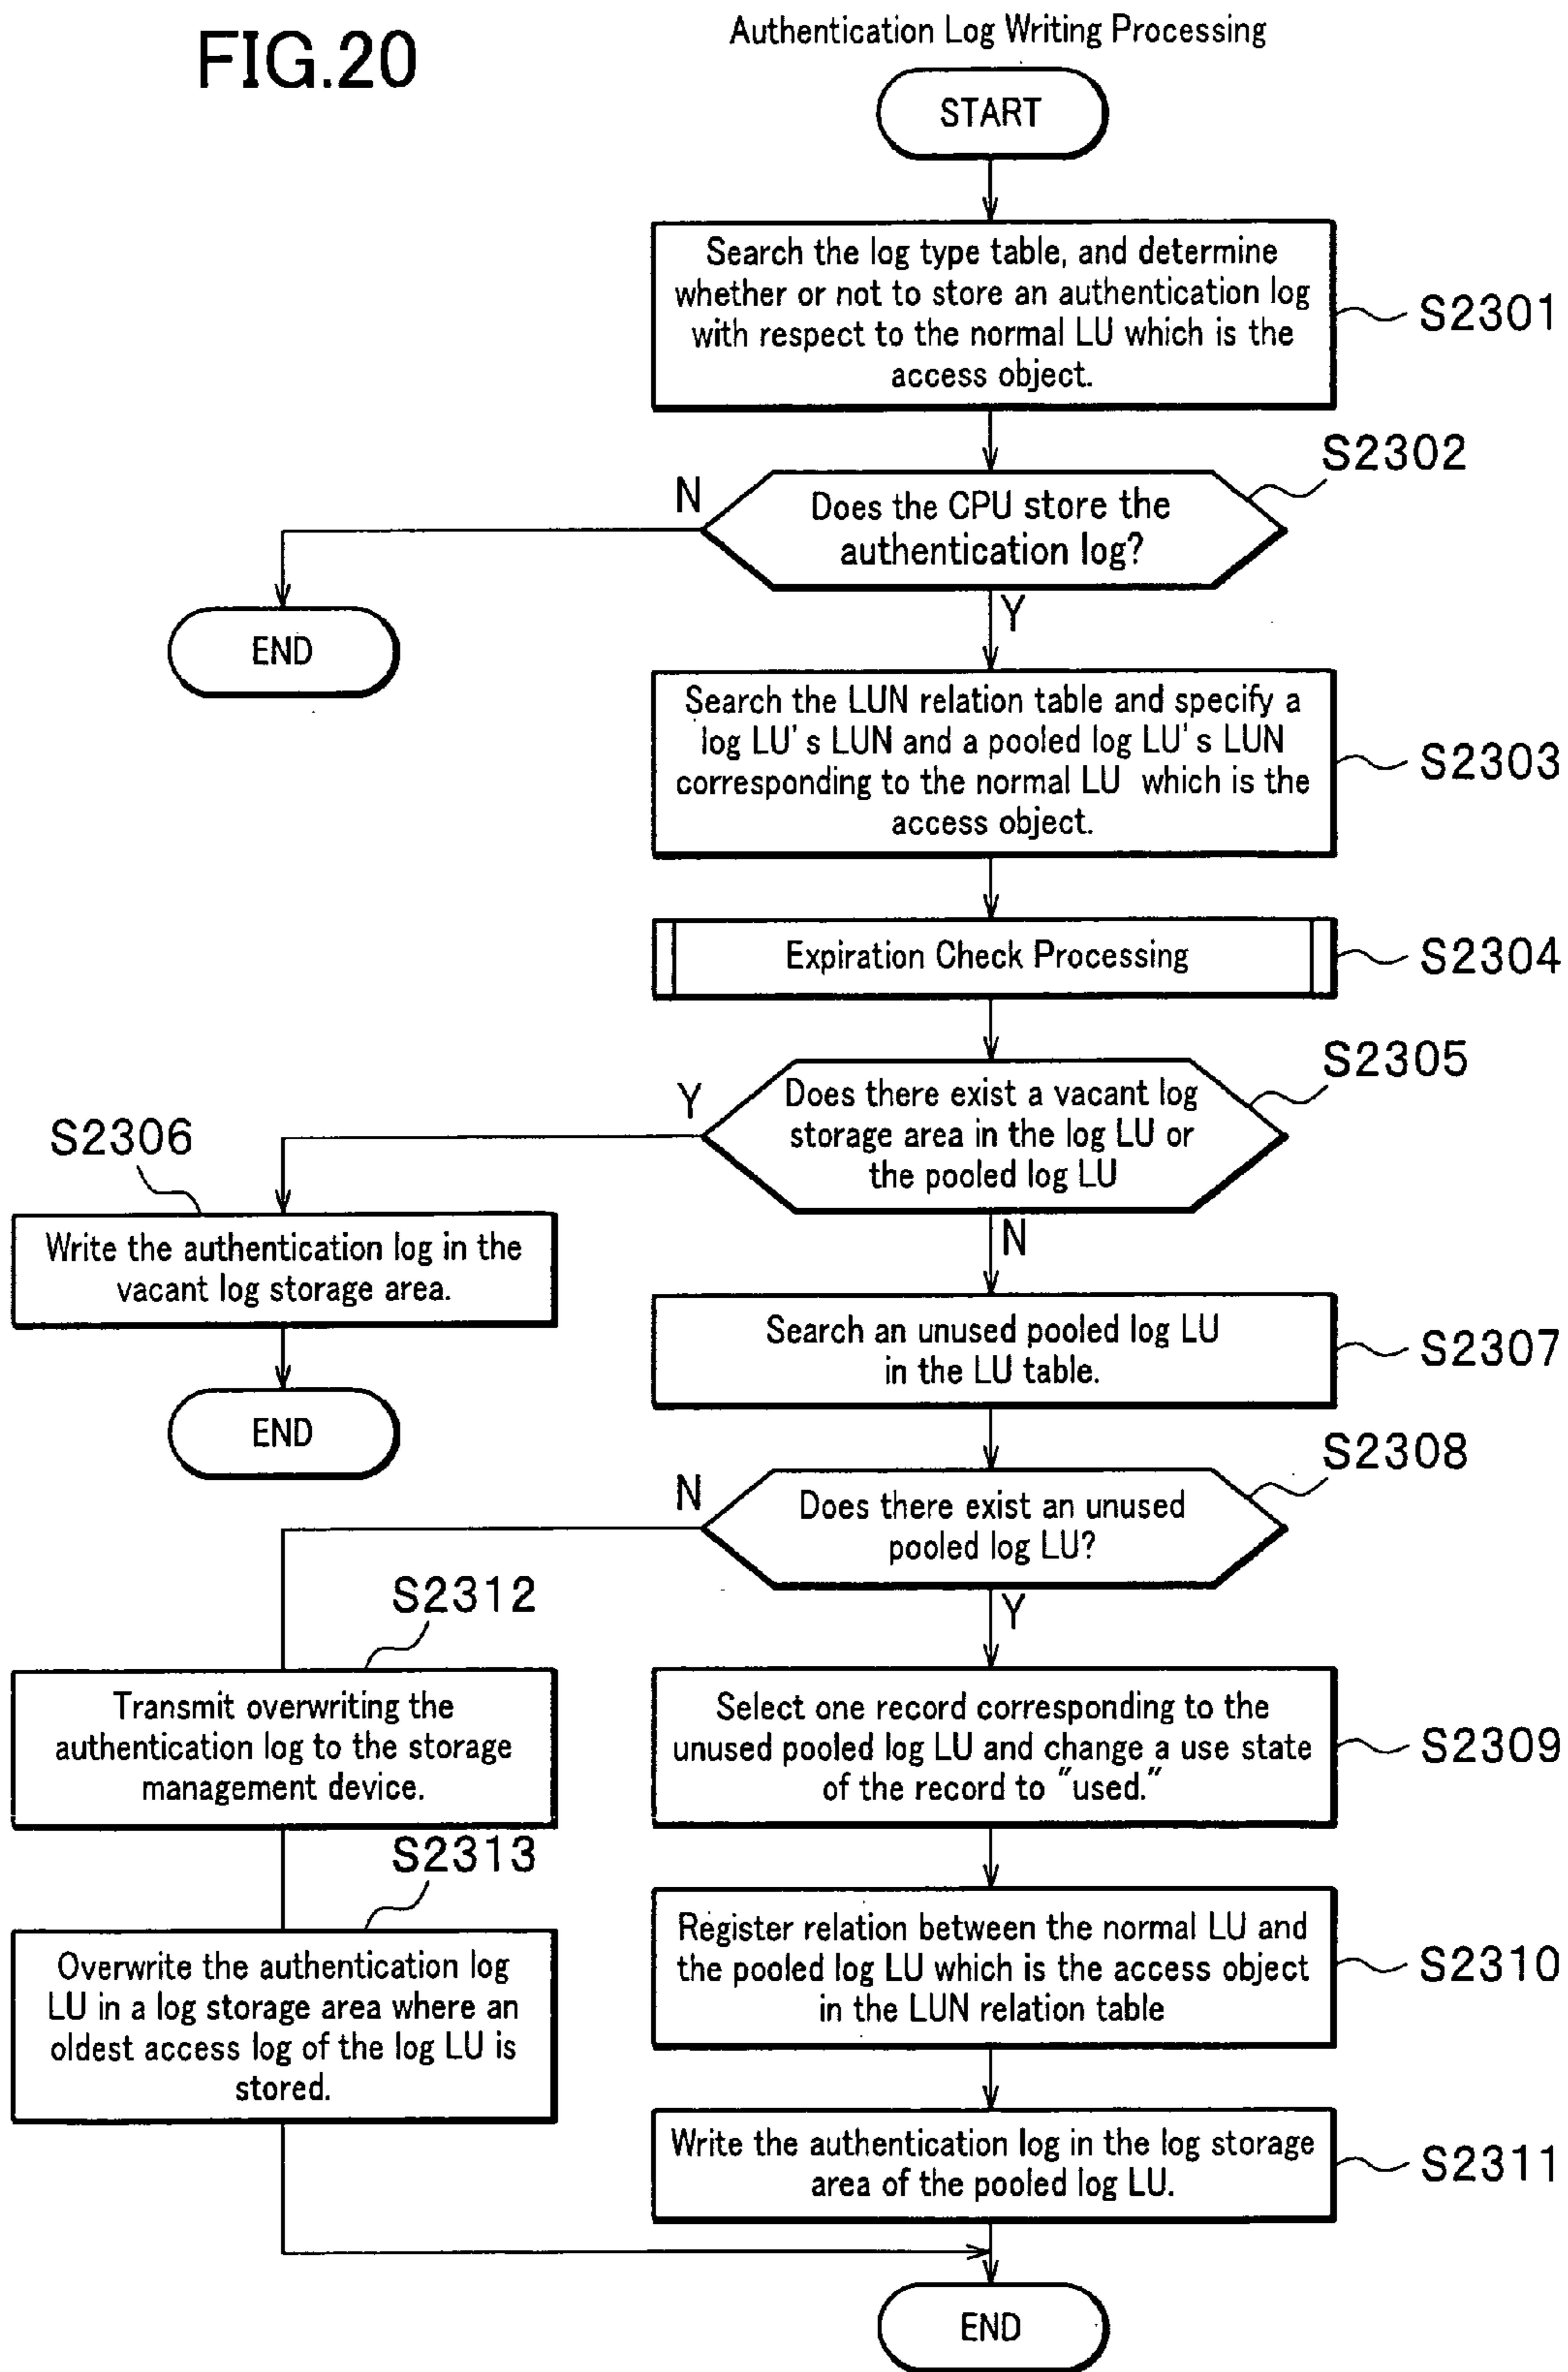 FIG.20
Authentication Log Writing Processing
START
Search the log type table, and determine
whether or not to store an authentication log
with respect to the normal LU which is the
access object.
S2301
S2302
Does the CPU store the
authentication log?
N
END
Y
Search the LUN relation table and specify a
log LU's LUN and a pooled log LU's LUN
corresponding to the normal LU which is the
access object.
S2303
Expiration Check Processing
S2304
S2305
Does there exist a vacant log
storage area in the log LU or
the pooled log LU
Y
S2306
Write the authentication log in the
vacant log storage area.
END
N
Search an unused pooled log LU
in the LU table.
S2307
S2308
Does there exist an unused
pooled log LU?
N
S2312
Transmit overwriting the
authentication log to the storage
management device.
S2313
Overwrite the authentication log
LU in a log storage area where an
oldest access log of the log LU is
stored.
Y
Select one record corresponding to the
unused pooled log LU and change a use state
of the record to "used."
S2309
Register relation between the normal LU and
the pooled log LU which is the access object
in the LUN relation table
S2310
Write the authentication log in the log storage
area of the pooled log LU.
S2311
END